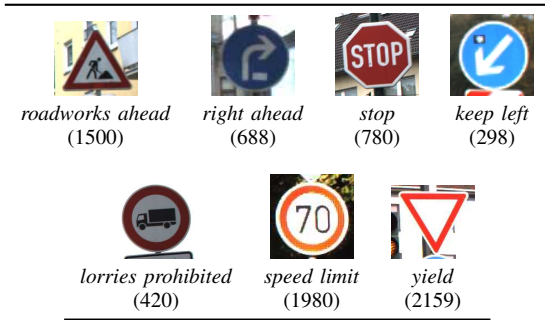 STOP
roadworks ahead
right ahead
stop
keep left
(1500)
(688)
(780)
(298)
70
lorries prohibited
speed limit
yield
(420)
(1980)
(2159)